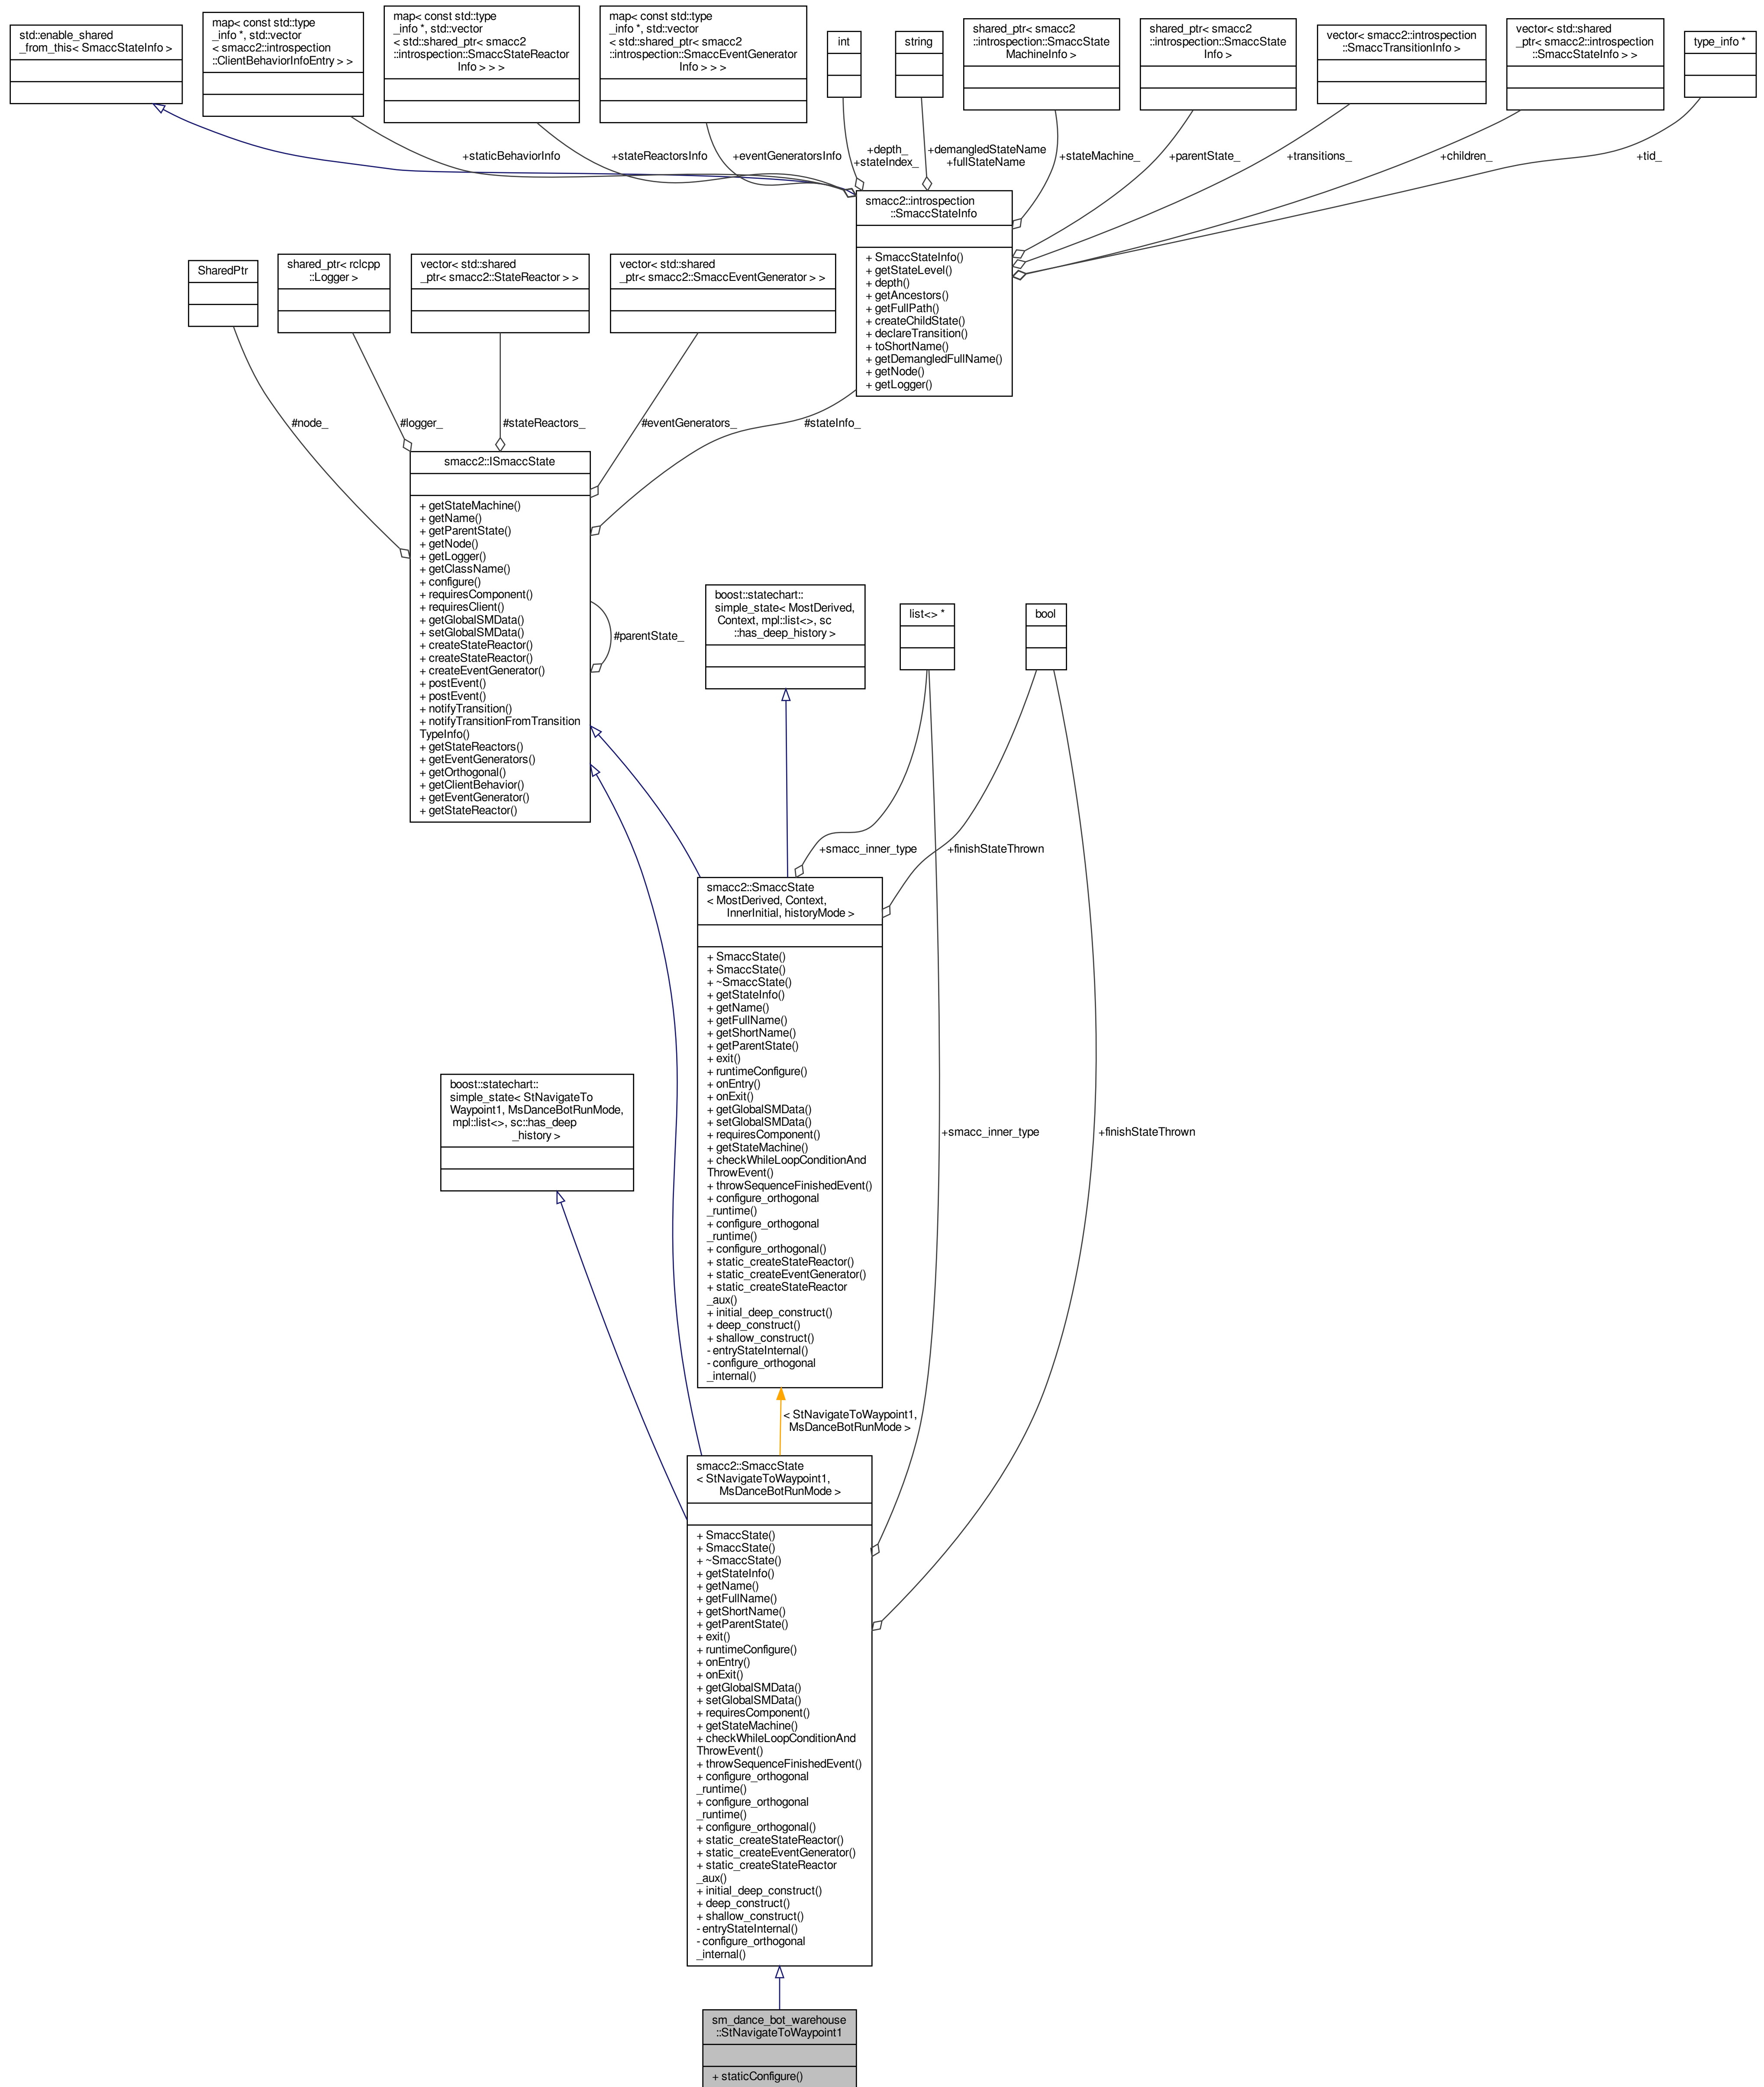 std::enable_shared
_from_this< SmaccStateInfo >
map< const std::type
_info *, std::vector
< smacc2::introspection
::ClientBehaviorInfoEntry > >
map< const std::type
_info *, std::vector
< std::shared_ptr< smacc2
::introspection::SmaccStateReactor
Info > > >
map< const std::type
_info *, std::vector
< std::shared_ptr< smacc2
::introspection::SmaccEventGenerator
Info > > >
int
string
shared_ptr< smacc2
::introspection::SmaccState
MachineInfo >
shared_ptr< smacc2
::introspection::SmaccState
Info >
vector< smacc2::introspection
::SmaccTransitionInfo >
vector< std::shared
_ptr< smacc2::introspection
::SmaccStateInfo > >
type_info *
+staticBehaviorInfo
+stateReactorsInfo
+eventGeneratorsInfo
+depth_
+stateIndex_
+demangledStateName
+fullStateName
+stateMachine_
+parentState_
+transitions_
+children_
+tid_
smacc2::introspection
::SmaccStateInfo
+ SmaccStateInfo()
+ getStateLevel()
+ depth()
+ getAncestors()
+ getFullPath()
+ createChildState()
+ declareTransition()
+ toShortName()
+ getDemangledFullName()
+ getNode()
+ getLogger()
SharedPtr
shared_ptr< rclcpp
::Logger >
vector< std::shared
_ptr< smacc2::StateReactor > >
vector< std::shared
_ptr< smacc2::SmaccEventGenerator > >
#node_
#logger_
#stateReactors_
#eventGenerators_
#stateInfo_
smacc2::ISmaccState
+ getStateMachine()
+ getName()
+ getParentState()
+ getNode()
+ getLogger()
+ getClassName()
+ configure()
+ requiresComponent()
+ requiresClient()
+ getGlobalSMData()
+ setGlobalSMData()
+ createStateReactor()
+ createStateReactor()
+ createEventGenerator()
+ postEvent()
+ postEvent()
+ notifyTransition()
+ notifyTransitionFromTransition
TypeInfo()
+ getStateReactors()
+ getEventGenerators()
+ getOrthogonal()
+ getClientBehavior()
+ getEventGenerator()
+ getStateReactor()
#parentState_
boost::statechart::
simple_state< MostDerived,
Context, mpl::list<>, sc
::has_deep_history >
list<> *
bool
+smacc_inner_type
+finishStateThrown
smacc2::SmaccState
< MostDerived, Context,
InnerInitial, historyMode >
+ SmaccState()
+ SmaccState()
+ ~SmaccState()
+ getStateInfo()
+ getName()
+ getFullName()
+ getShortName()
+ getParentState()
+ exit()
+ runtimeConfigure()
+ onEntry()
+ onExit()
+ getGlobalSMData()
+ setGlobalSMData()
+ requiresComponent()
+ getStateMachine()
+ checkWhileLoopConditionAnd
ThrowEvent()
+ throwSequenceFinishedEvent()
+ configure_orthogonal
_runtime()
+ configure_orthogonal
_runtime()
+ configure_orthogonal()
+ static_createStateReactor()
+ static_createEventGenerator()
+ static_createStateReactor
_aux()
+ initial_deep_construct()
+ deep_construct()
+ shallow_construct()
- entryStateInternal()
- configure_orthogonal
_internal()
boost::statechart::
simple_state< StNavigateTo
Waypoint1, MsDanceBotRunMode,
mpl::list<>, sc::has_deep
_history >
+smacc_inner_type
+finishStateThrown
< StNavigateToWaypoint1,
MsDanceBotRunMode >
smacc2::SmaccState
< StNavigateToWaypoint1,
MsDanceBotRunMode >
+ SmaccState()
+ SmaccState()
+ ~SmaccState()
+ getStateInfo()
+ getName()
+ getFullName()
+ getShortName()
+ getParentState()
+ exit()
+ runtimeConfigure()
+ onEntry()
+ onExit()
+ getGlobalSMData()
+ setGlobalSMData()
+ requiresComponent()
+ getStateMachine()
+ checkWhileLoopConditionAnd
ThrowEvent()
+ throwSequenceFinishedEvent()
+ configure_orthogonal
_runtime()
+ configure_orthogonal
_runtime()
+ configure_orthogonal()
+ static_createStateReactor()
+ static_createEventGenerator()
+ static_createStateReactor
_aux()
+ initial_deep_construct()
+ deep_construct()
+ shallow_construct()
- entryStateInternal()
- configure_orthogonal
_internal()
sm_dance_bot_warehouse
::StNavigateToWaypoint1
+ staticConfigure()